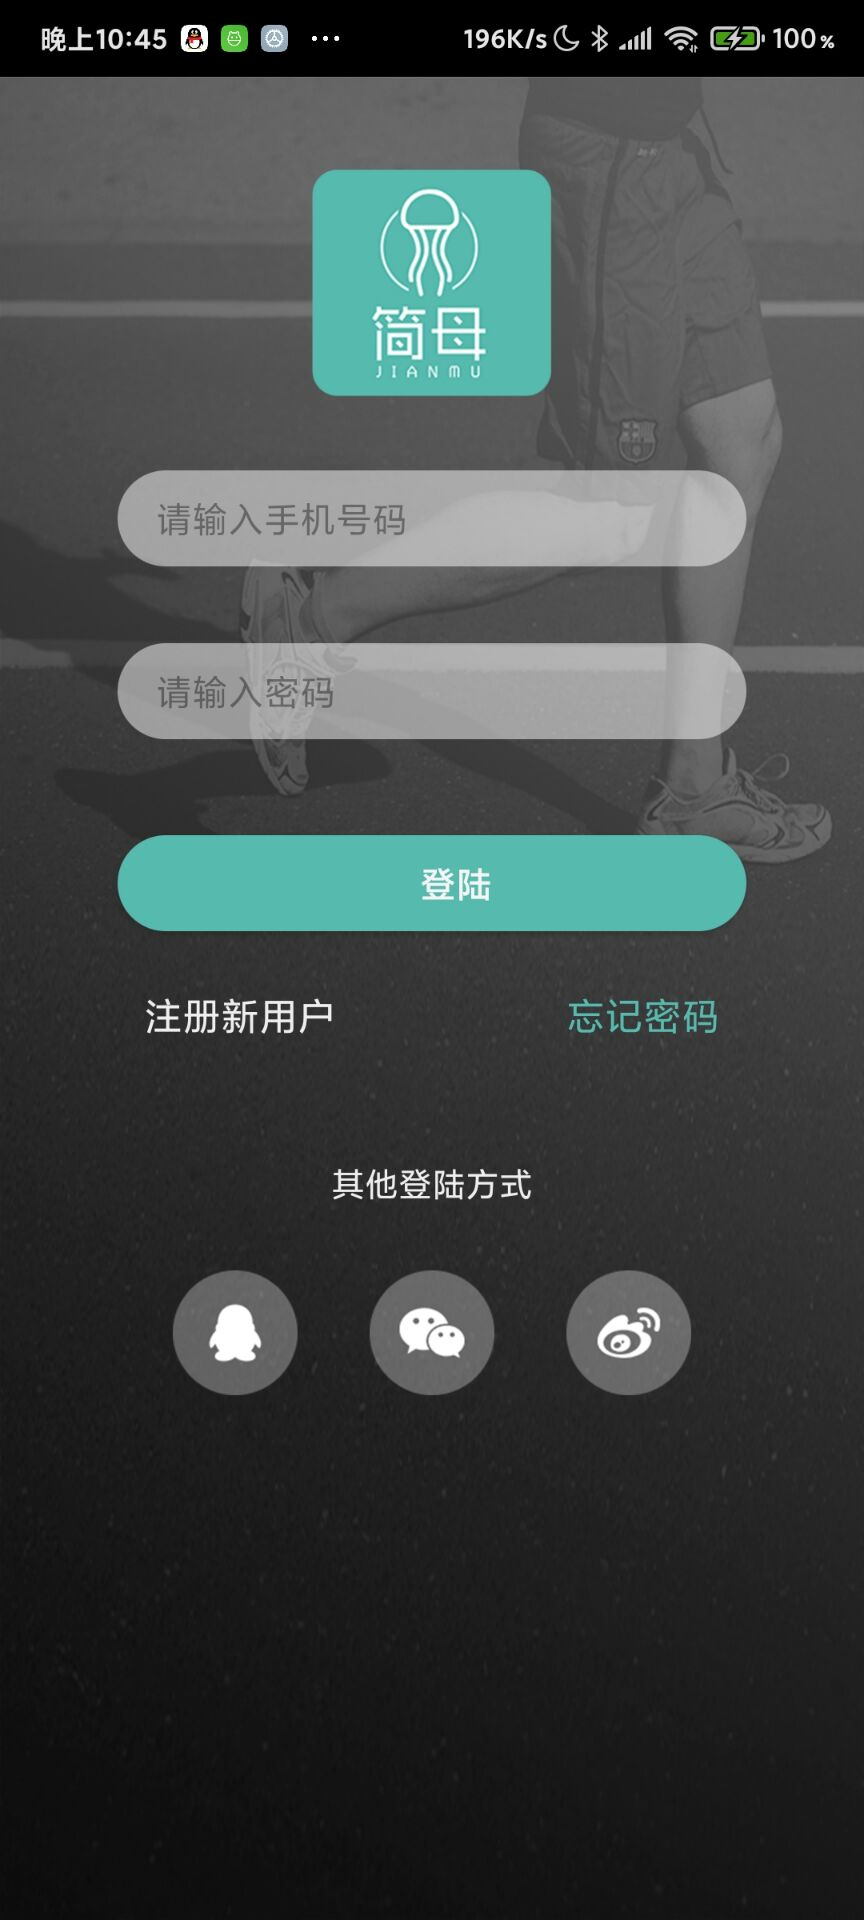 晚上10:45 196K/s 100%
简母
JIANMU
请输入手机号码
请输入密码
登陆
注册新用户 忘记密码
其他登陆方式